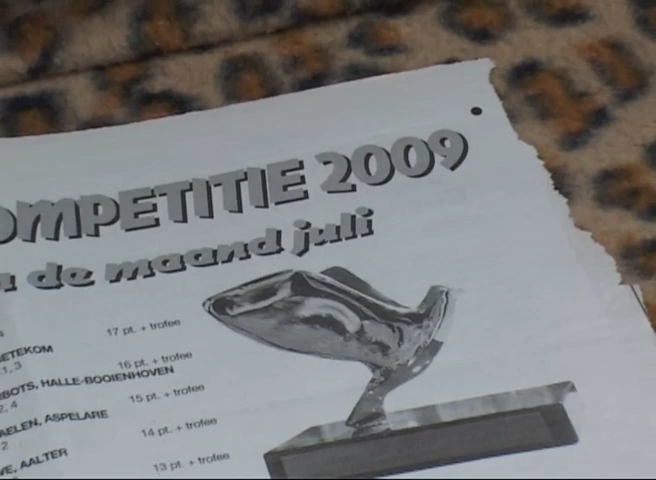 OMPETITIE 2009
de maand juli
17 pt. + trofee
ETEKOM
1, 3
16 pt. + trofee
BOTS, HALLE-BOOIENHOVEN
2, 4
15 pt. + trofee
AELEN, ASPELARE
2
14 pt. + trofee
VE, AALTER
13 pt. + trofee